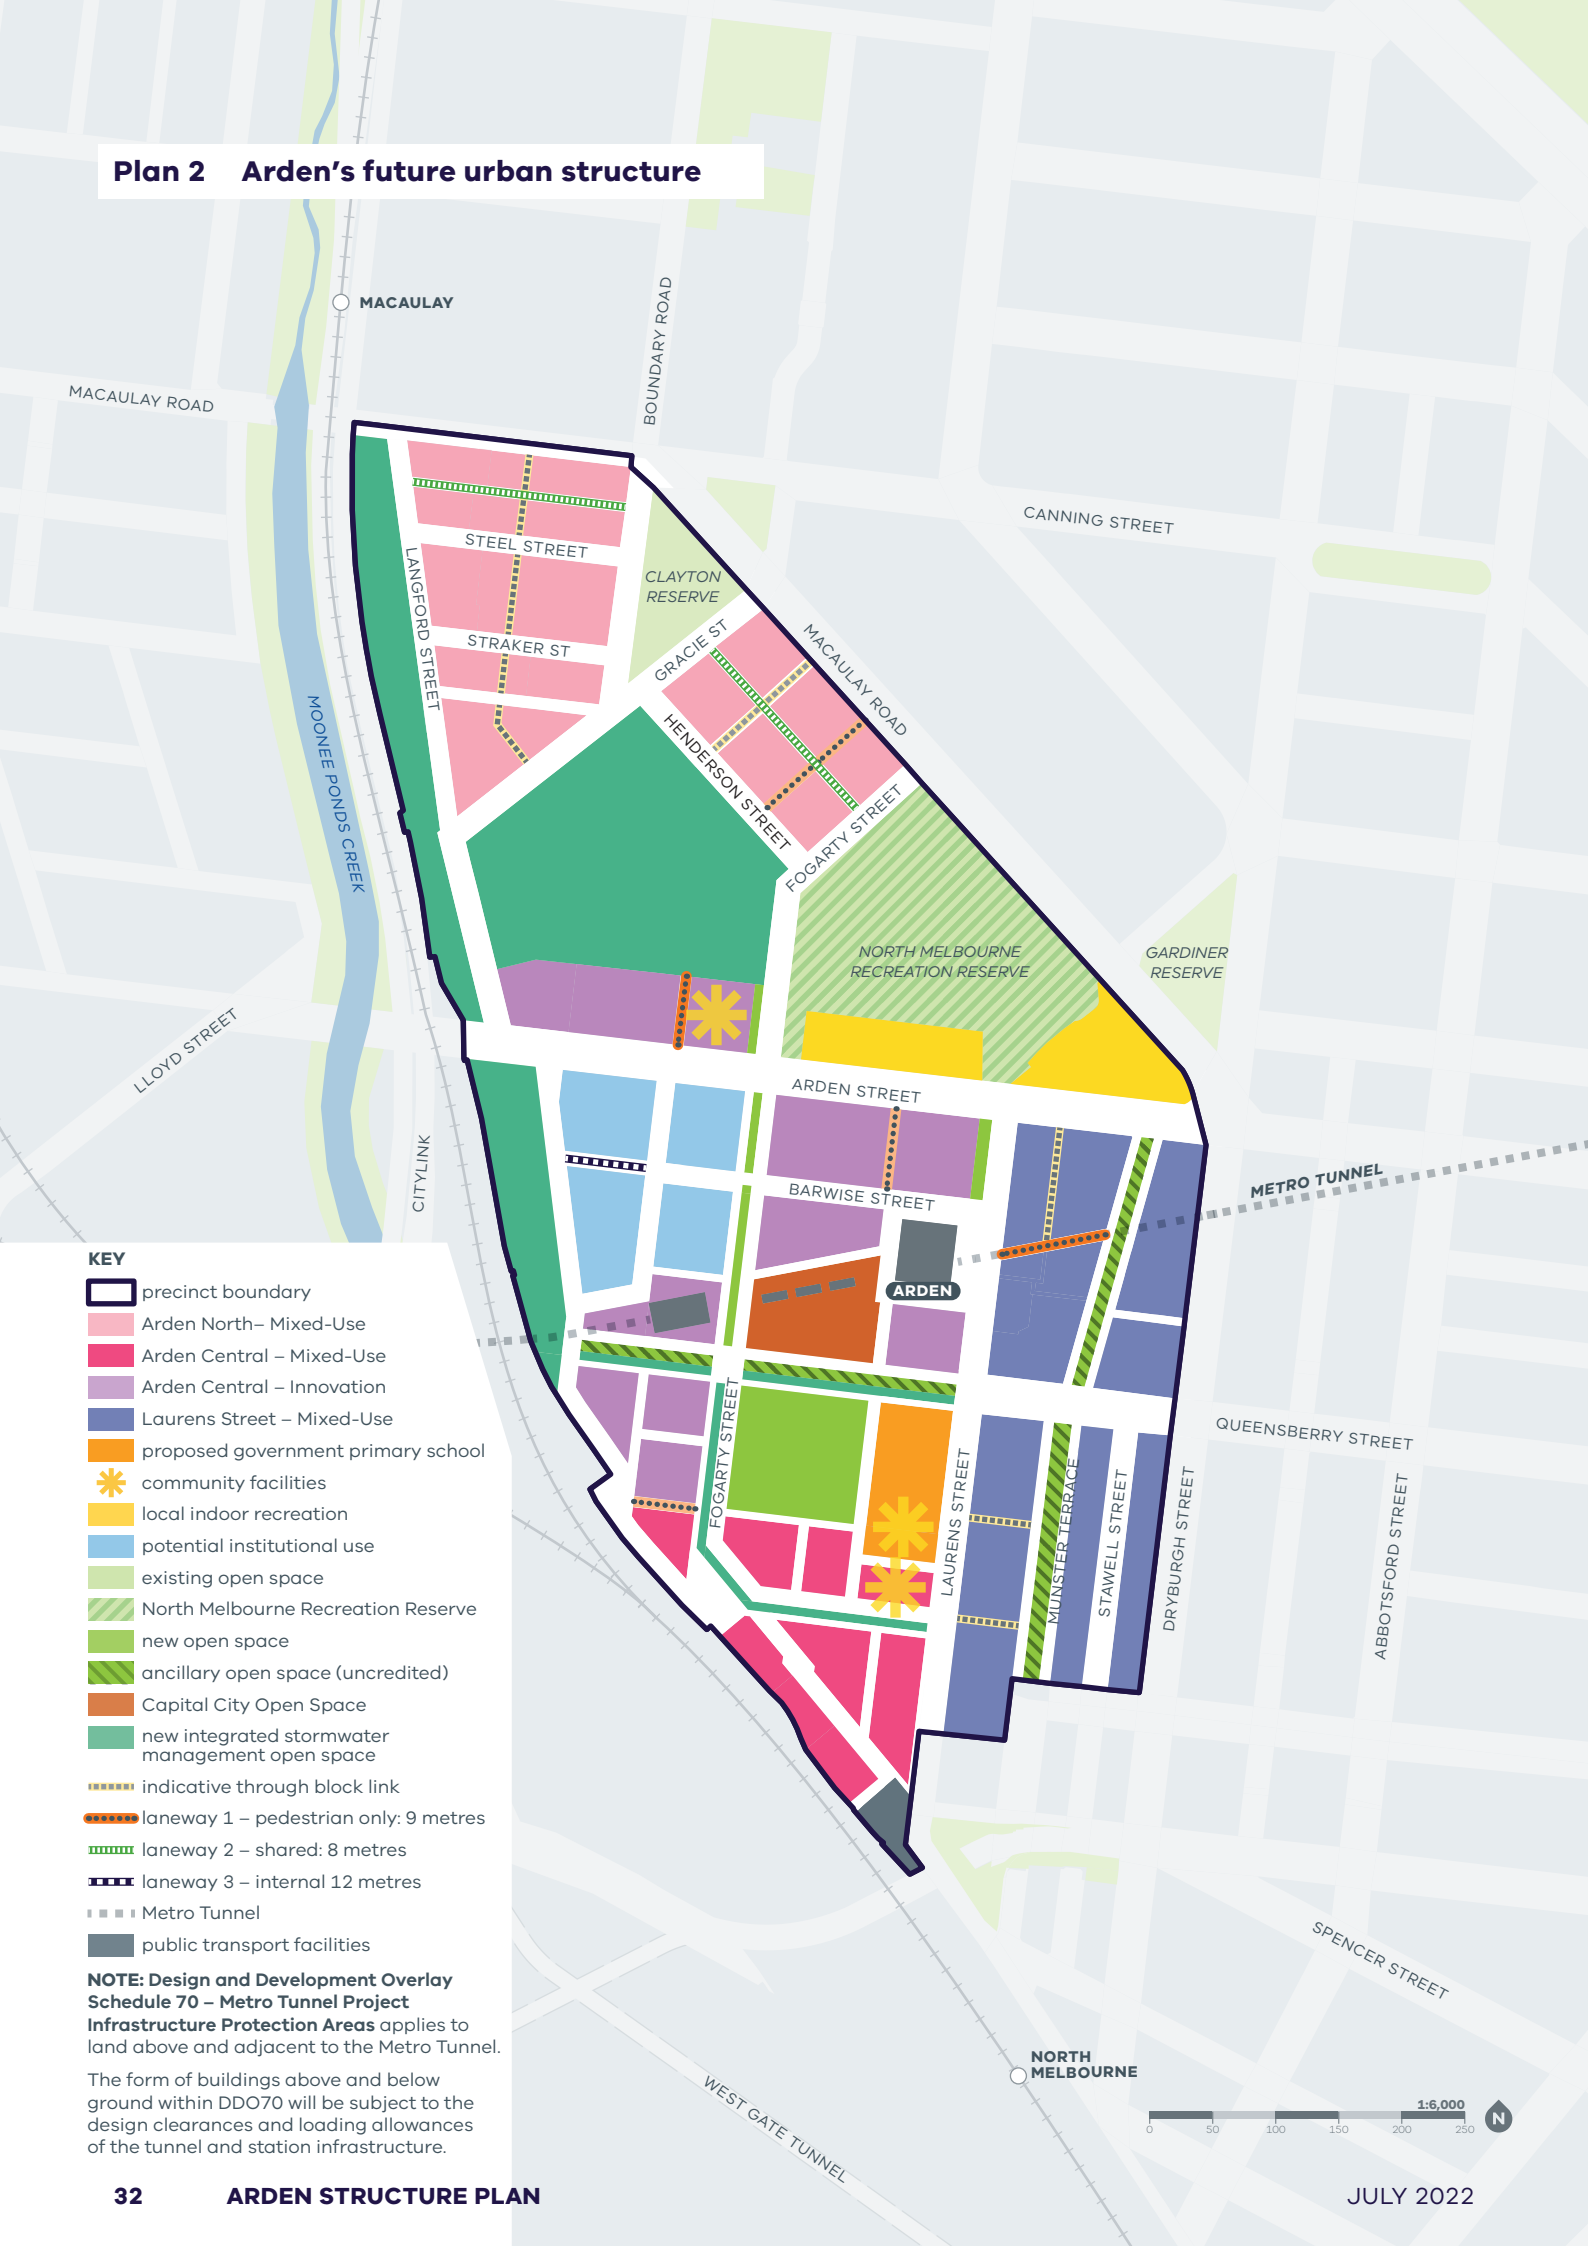 Plan 2 Arden's future urban structure
MACAULAY
BOUNDARY ROAD
MACAULAY ROAD
CANNING STREET
STEEL STREET
CLAYTON
RESERVE
LANGFORD STREET
STRAKER ST
GRACIE ST
MACAULAY ROAD
HENDERSON STREET
MOONEE PONDS CREEK
FOGARTY STREET
NORTH MELBOURNE
RECREATION RESERVE
GARDINER
RESERVE
LLOYD STREET
ARDEN STREET
CITYLINK
BARWISE STREET
METRO TUNNEL
ARDEN
FOGARTY STREET
LAURENS STREET
MUNSTER TERRACE
STAWELL STREET
DRYBURGH STREET
QUEENSBERRY STREET
ABBOTSFORD STREET
KEY
precinct boundary
Arden North– Mixed-Use
Arden Central – Mixed-Use
Arden Central – Innovation
Laurens Street – Mixed-Use
proposed government primary school
community facilities
local indoor recreation
potential institutional use
existing open space
North Melbourne Recreation Reserve
new open space
ancillary open space (uncredited)
Capital City Open Space
new integrated stormwater
management open space
indicative through block link
laneway 1 – pedestrian only: 9 metres
laneway 2 – shared: 8 metres
laneway 3 – internal 12 metres
Metro Tunnel
public transport facilities
NOTE: Design and Development Overlay
Schedule 70 – Metro Tunnel Project
Infrastructure Protection Areas applies to
land above and adjacent to the Metro Tunnel.
The form of buildings above and below
ground within DDO70 will be subject to the
design clearances and loading allowances
of the tunnel and station infrastructure.
SPENCER STREET
NORTH
MELBOURNE
WEST GATE TUNNEL
1:6,000
N
0 50 100 150 200 250
32 ARDEN STRUCTURE PLAN
JULY 2022